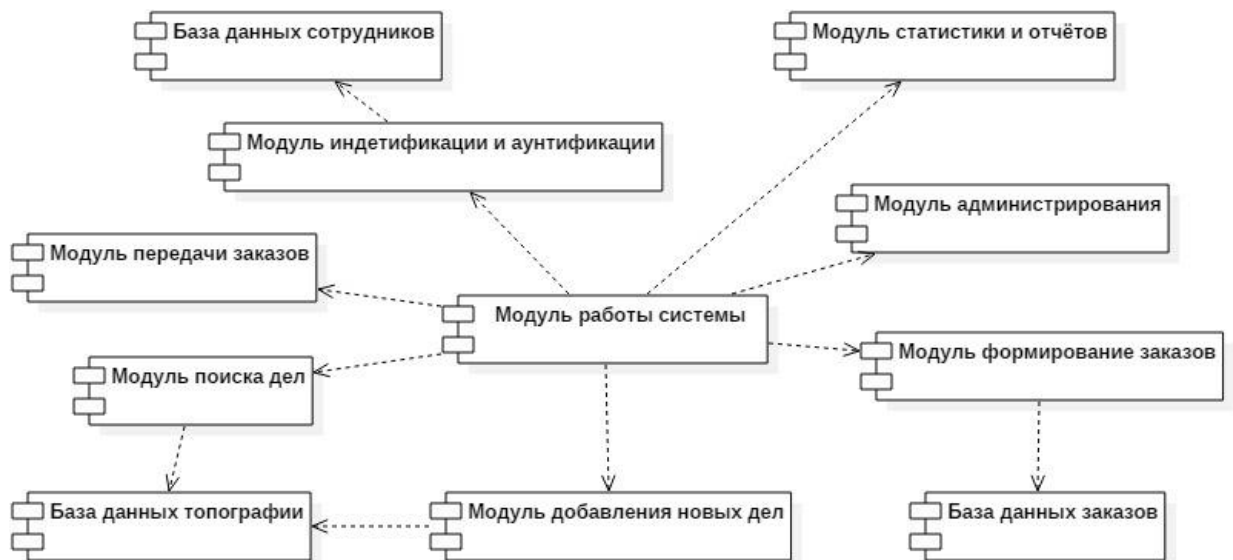 База данных сотрудников
Модуль статистики и отчётов
Модуль индетификации и аунтификации
Модуль администрирования
Модуль передачи заказов
Модуль работы системы
Модуль формирование заказов
Модуль поиска дел
База данных топографии
Модуль добавления новых дел
База данных заказов